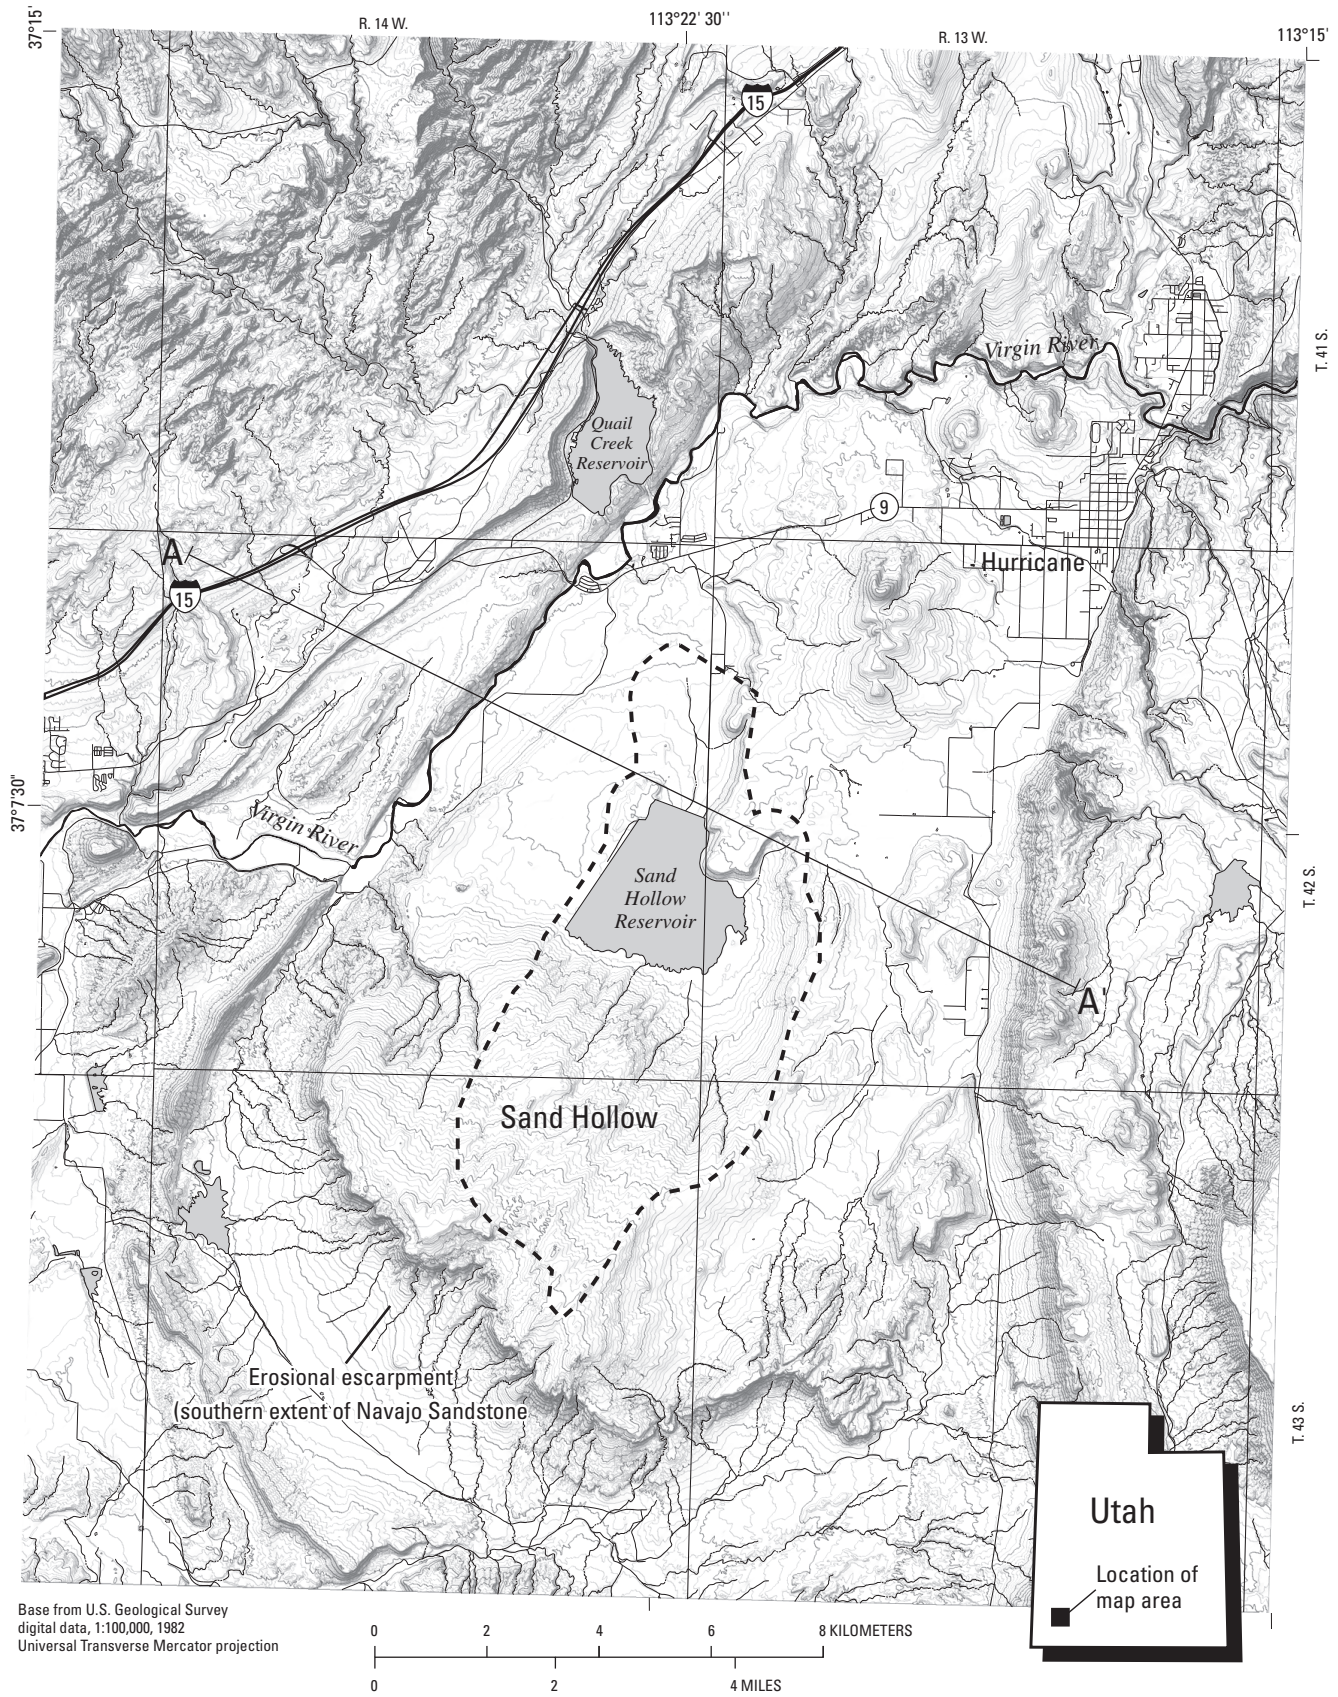 37°15'
R. 14 W.
113°22' 30''
R. 13 W.
113°15'
15
Virgin River
T. 41 S.
Quail
Creek
Reservoir
9
A
Hurricane
15
37°7'30"
Virgin River
Sand
Hollow
Reservoir
T. 42 S.
A'
Sand Hollow
Erosional escarpment
(southern extent of Navajo Sandstone
T. 43 S.
Utah
Location of
map area
Base from U.S. Geological Survey
digital data, 1:100,000, 1982
Universal Transverse Mercator projection
0 2 4 6 8 KILOMETERS
0 2 4 MILES